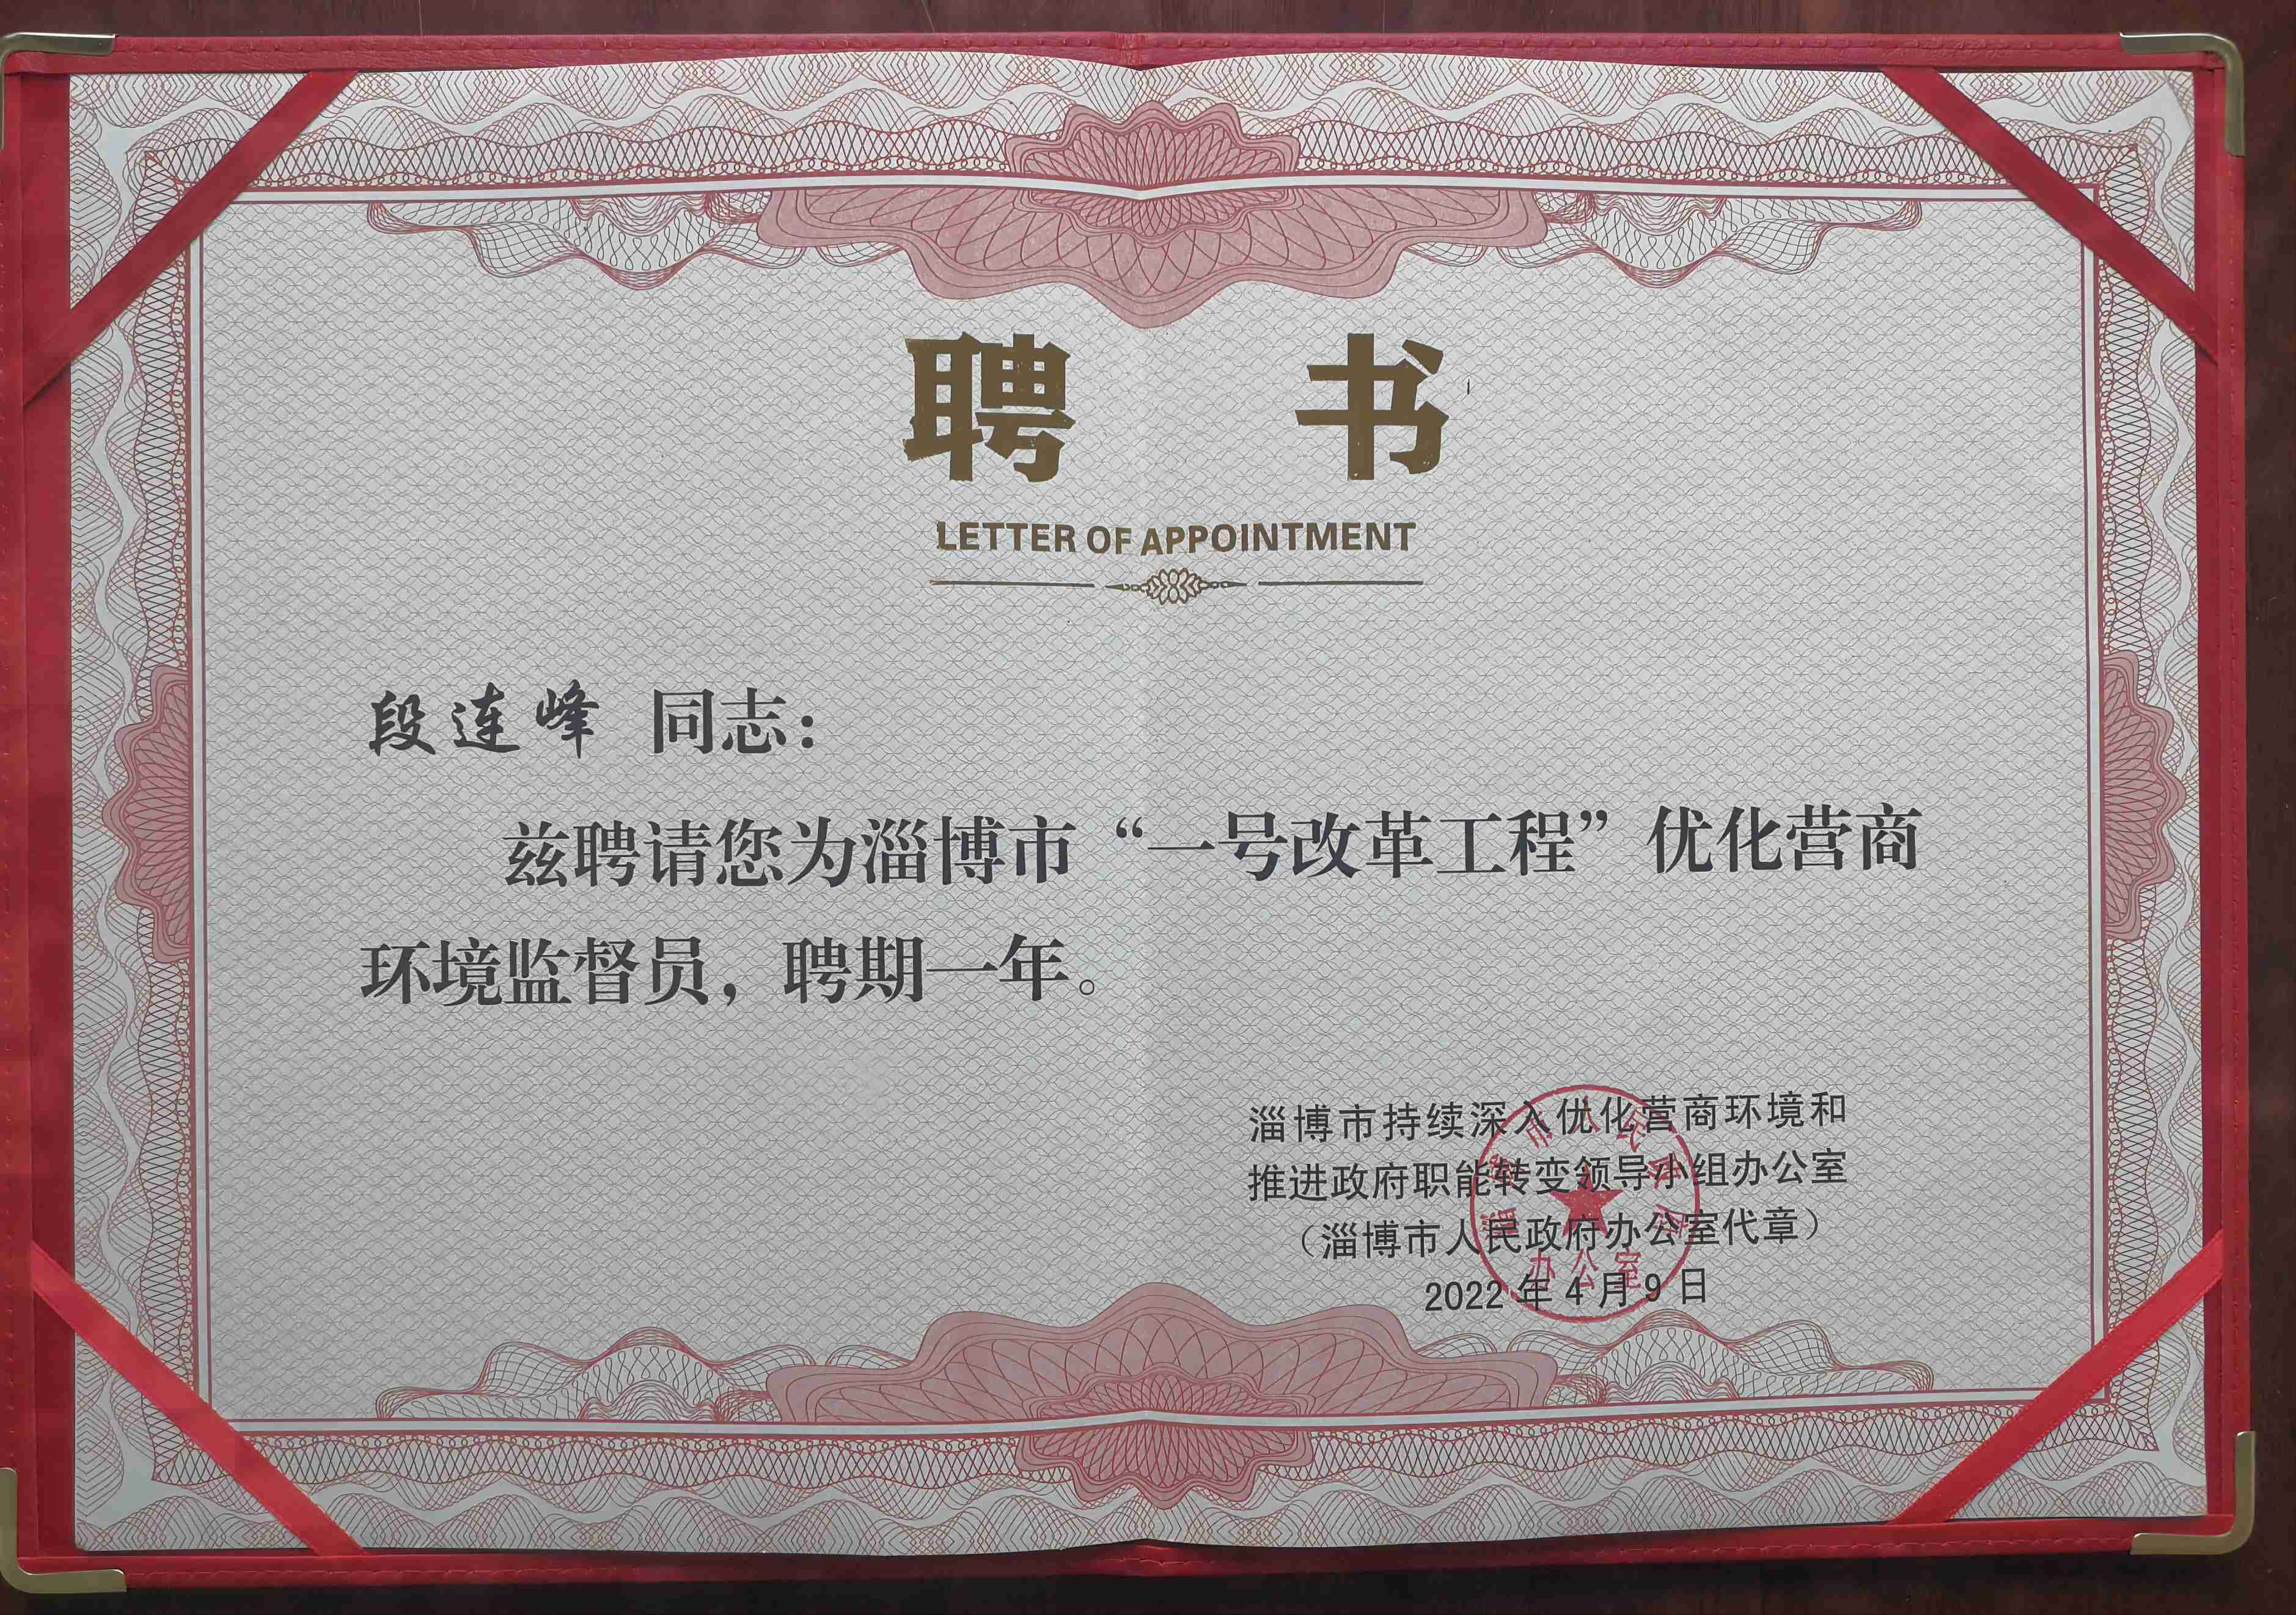 聘 书
LETTER OF APPOINTMENT
段连峰 同志：
兹聘请您为淄博市“一号改革工程”优化营商
环境监督员，聘期一年。
淄博市持续深入优化营商环境和
推进政府职能转变领导小组办公室
（淄博市人民政府办公室代章）
2022 年 4 月 9 日
办公室